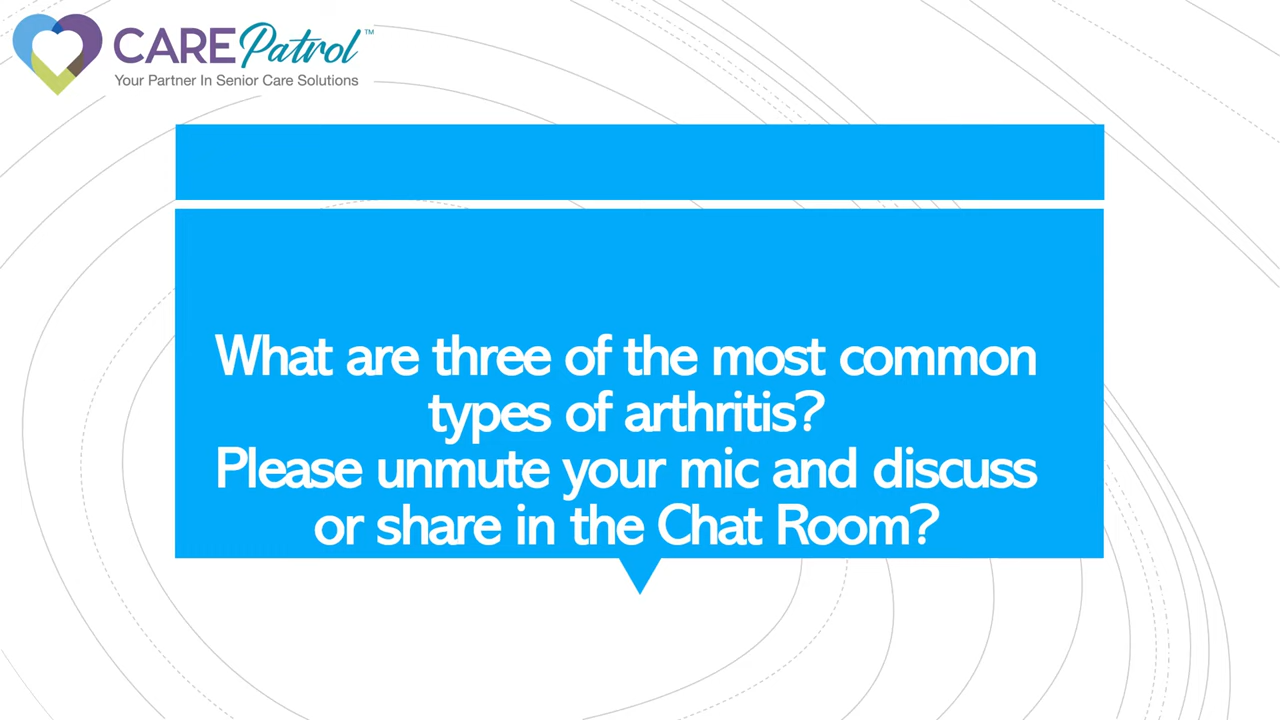 CAREPatrol™
Your Partner In Senior Care Solutions
What are three of the most common
types of arthritis?
Please unmute your mic and discuss
or share in the Chat Room?